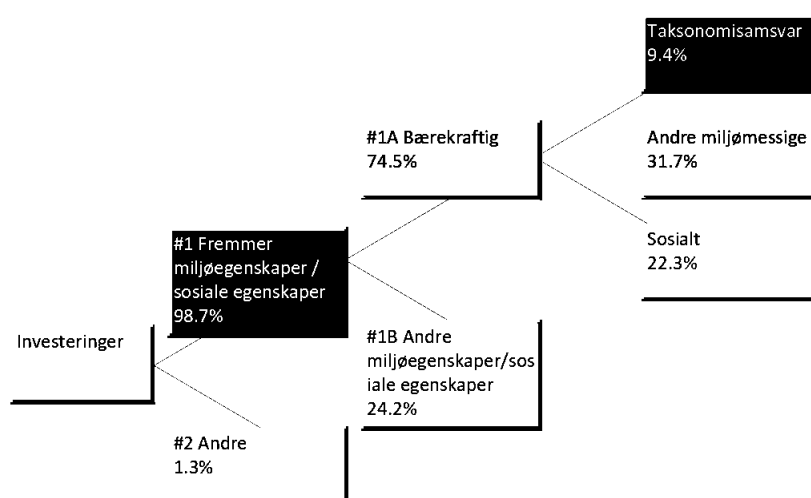 Taksonomisamsvar
9.4%
#1A Bærekraftig
74.5%
Andre miljømessige
31.7%
#1 Fremmer
miljøegenskaper /
sosiale egenskaper
98.7%
Sosialt
22.3%
Investeringer
#1B Andre
miljøegenskaper/sos
iale egenskaper
24.2%
#2 Andre
1.3%